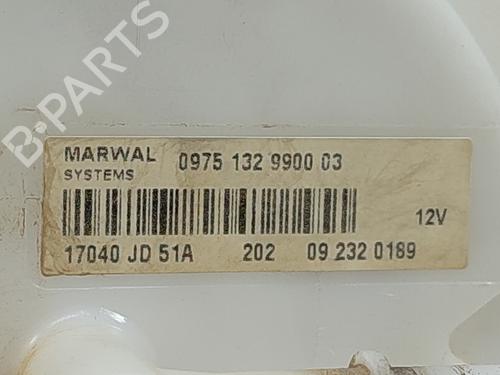 MARWAL 0975 132 9900 03
SYSTEMS
12V
17040 JD 51A 202 09 232 0189
B-PARTS